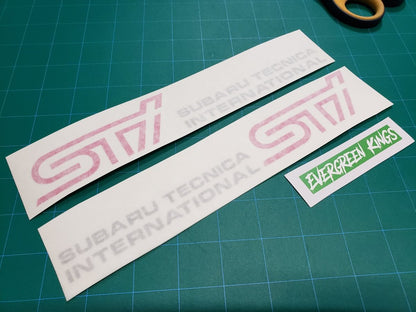 STI
SUBARU TECNICA
INTERNATIONAL
SUBARU TECNICA
INTERNATIONAL
STI
EVERGREEN KINGS